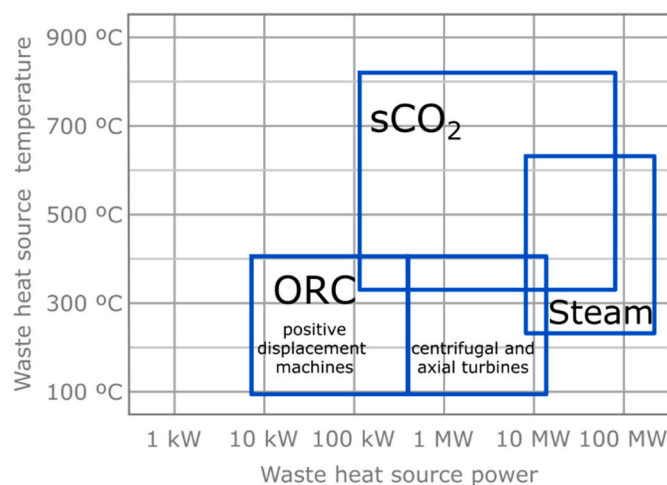 Waste heat source temperature
900 ºC
700 ºC
500 ºC
300 ºC
100 ºC
sCO₂
ORC
positive
displacement
machines
centrifugal and
axial turbines
Steam
1 kW
10 kW
100 kW
1 MW
10 MW
100 MW
Waste heat source power